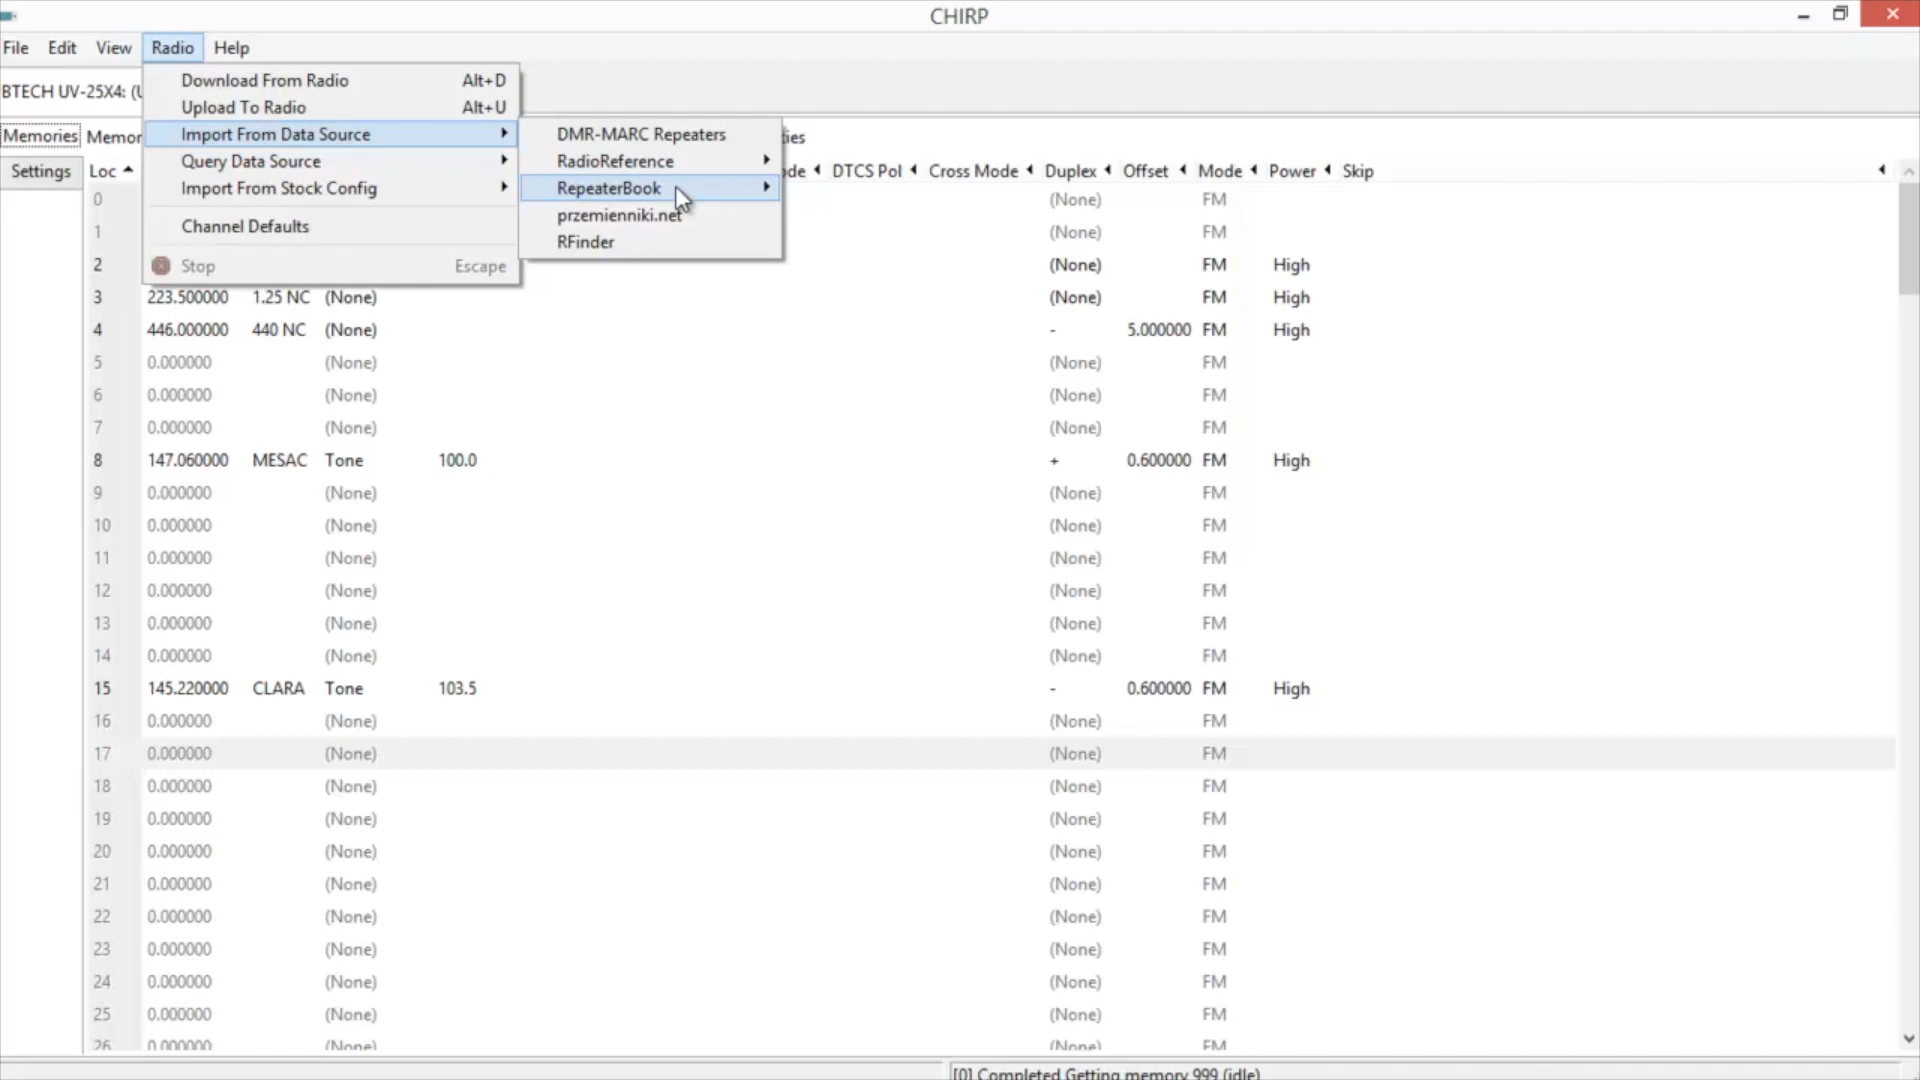 CHIRP
File Edit View Radio Help
BTECH UV-25X4: (U
Download From Radio Alt+D
Upload To Radio Alt+U
Import From Data Source
Query Data Source
Import From Stock Config
Channel Defaults
Stop Escape
DMR-MARC Repeaters
RadioReference
RepeaterBook
przemienniki.net
RFinder
Memories Memor ties
Settings Loc ode DTCS Pol Cross Mode Duplex Offset Mode Power Skip
0 (None) FM
1 (None) FM
2 (None) FM High
3 223.500000 1.25 NC (None) (None) FM High
4 446.000000 440 NC (None) - 5.000000 FM High
5 0.000000 (None) (None) FM
6 0.000000 (None) (None) FM
7 0.000000 (None) (None) FM
8 147.060000 MESAC Tone 100.0 + 0.600000 FM High
9 0.000000 (None) (None) FM
10 0.000000 (None) (None) FM
11 0.000000 (None) (None) FM
12 0.000000 (None) (None) FM
13 0.000000 (None) (None) FM
14 0.000000 (None) (None) FM
15 145.220000 CLARA Tone 103.5 - 0.600000 FM High
16 0.000000 (None) (None) FM
17 0.000000 (None) (None) FM
18 0.000000 (None) (None) FM
19 0.000000 (None) (None) FM
20 0.000000 (None) (None) FM
21 0.000000 (None) (None) FM
22 0.000000 (None) (None) FM
23 0.000000 (None) (None) FM
24 0.000000 (None) (None) FM
25 0.000000 (None) (None) FM
26 0.000000 (None) (None) FM
[0] Completed Getting memory 999 (idle)